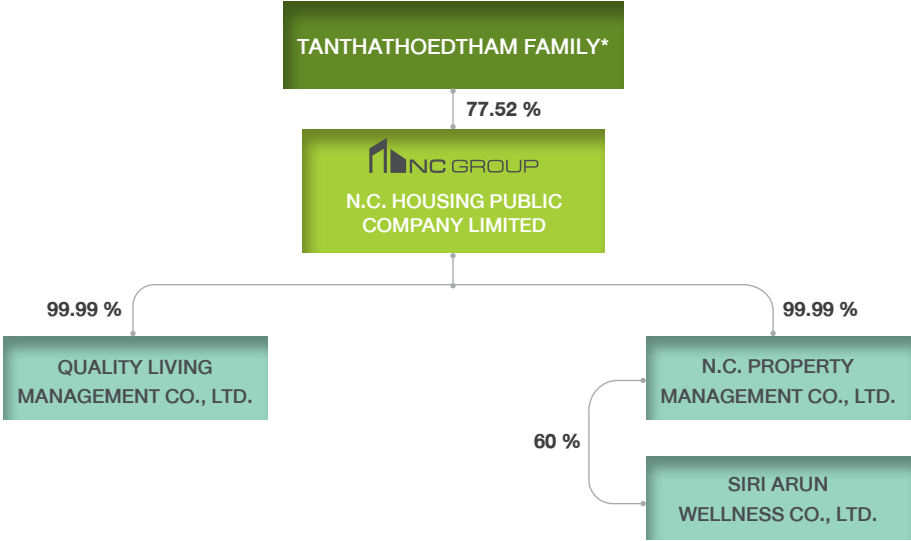 TANTHATHOEDTHAM FAMILY*
77.52 %
NC GROUP
N.C. HOUSING PUBLIC
COMPANY LIMITED
99.99 %
99.99 %
QUALITY LIVING
MANAGEMENT CO., LTD.
N.C. PROPERTY
MANAGEMENT CO., LTD.
60 %
SIRI ARUN
WELLNESS CO., LTD.